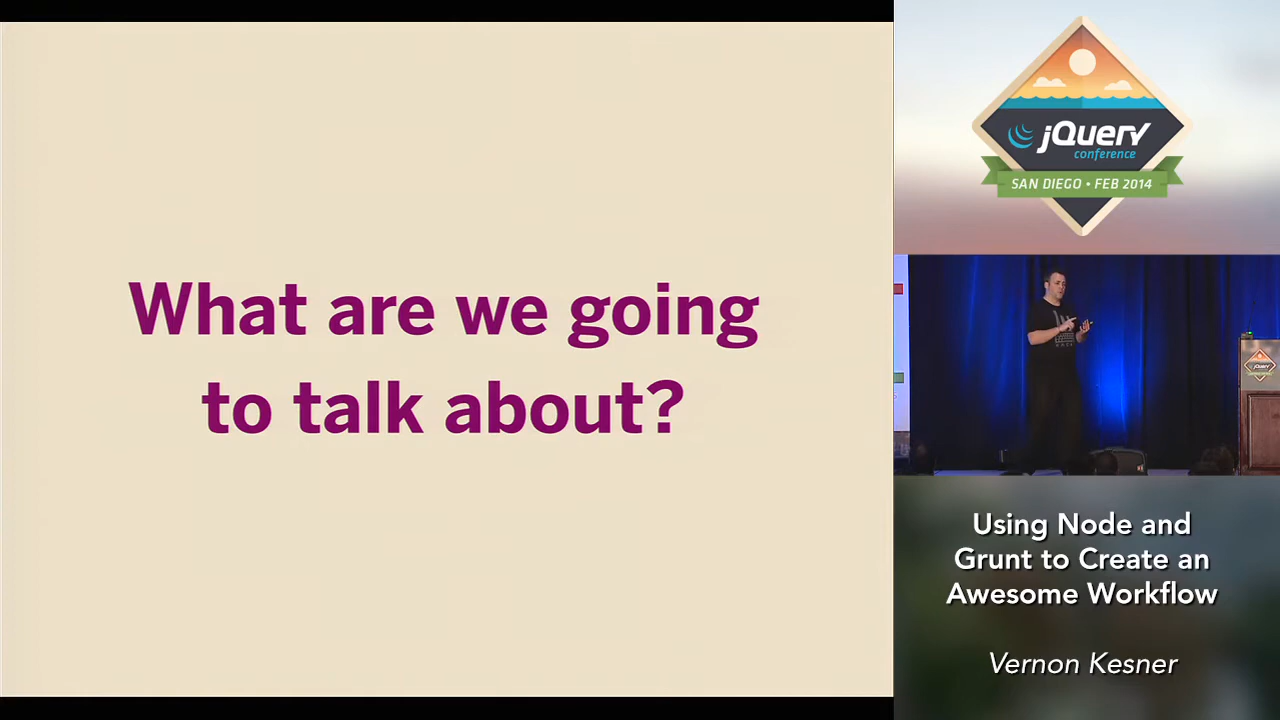 What are we going
to talk about?
jQuery
conference
SAN DIEGO • FEB 2014
jQuery
Using Node and
Grunt to Create an
Awesome Workflow
Vernon Kesner